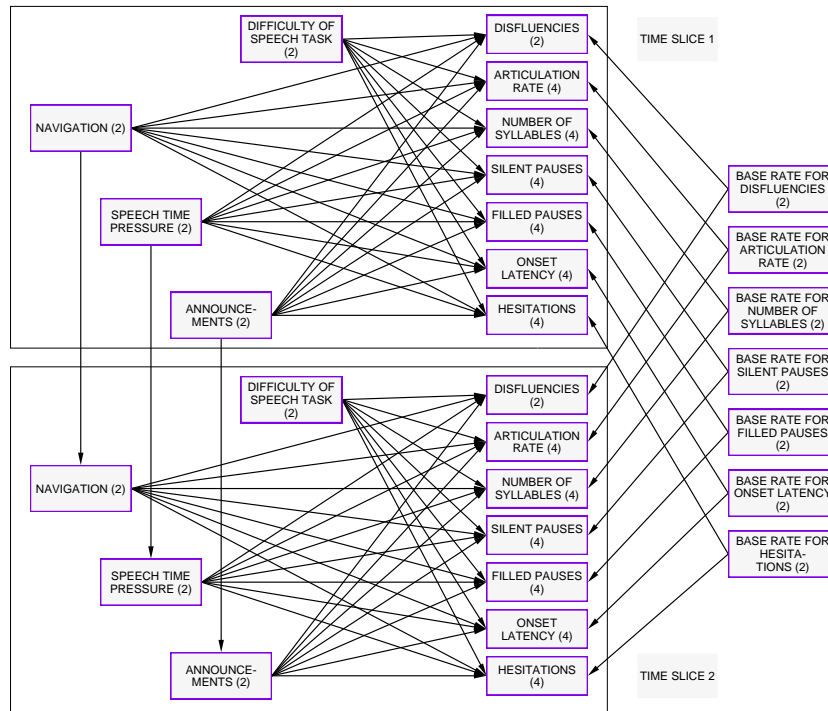 DIFFICULTY OF
SPEECH TASK
(2)
NAVIGATION (2)
SPEECH TIME
PRESSURE (2)
ANNOUNCE-
MENTS (2)
DISFLUENCIES
(2)
ARTICULATION
RATE (4)
NUMBER OF
SYLLABLES (4)
SILENT PAUSES
(4)
FILLED PAUSES
(4)
ONSET
LATENCY (4)
HESITATIONS
(4)
TIME SLICE 1
BASE RATE FOR
DISFLUENCIES
(2)
BASE RATE FOR
ARTICULATION
RATE (2)
BASE RATE FOR
NUMBER OF
SYLLABLES (2)
BASE RATE FOR
SILENT PAUSES
(2)
BASE RATE FOR
FILLED PAUSES
(2)
BASE RATE FOR
ONSET LATENCY
(2)
BASE RATE FOR
HESITA-
TIONS (2)
DIFFICULTY OF
SPEECH TASK
(2)
NAVIGATION (2)
SPEECH TIME
PRESSURE (2)
ANNOUNCE-
MENTS (2)
DISFLUENCIES
(2)
ARTICULATION
RATE (4)
NUMBER OF
SYLLABLES (4)
SILENT PAUSES
(4)
FILLED PAUSES
(4)
ONSET
LATENCY (4)
HESITATIONS
(4)
TIME SLICE 2